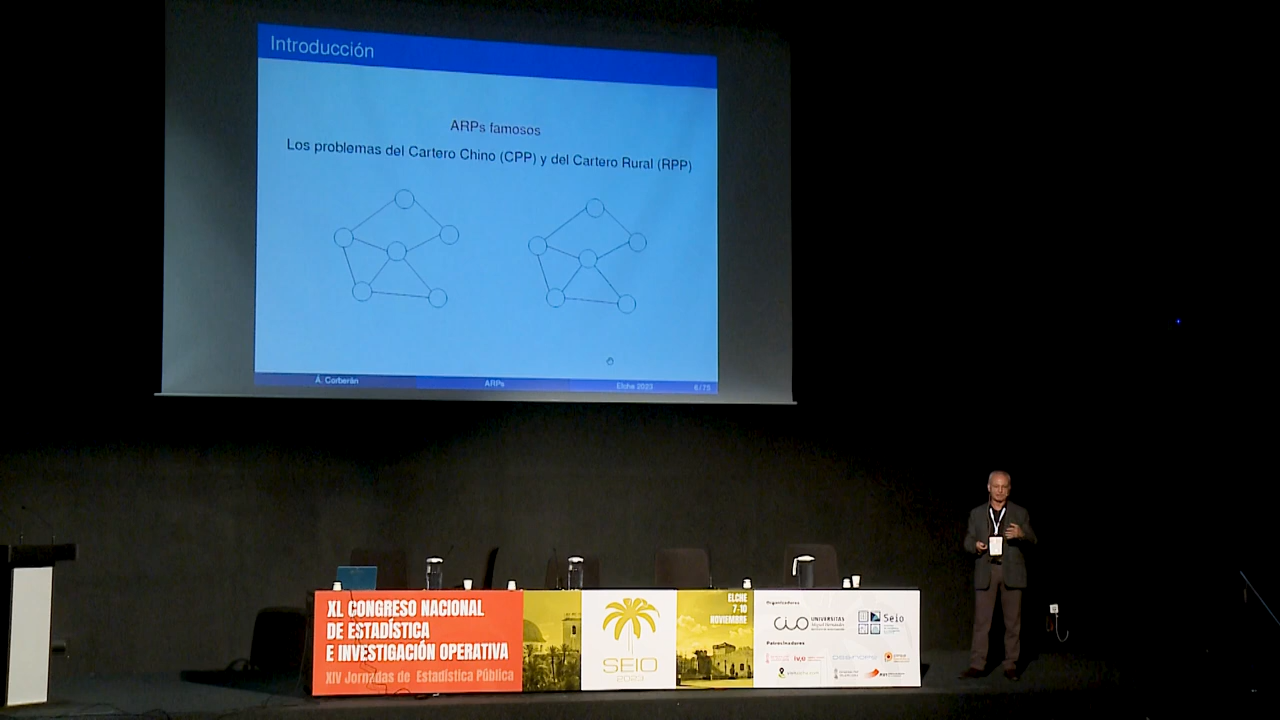 Introducción
ARPs famosos
Los problemas del Cartero Chino (CPP) y del Cartero Rural (RPP)
Á. Corberán
ARPs
Elche 2023
6/75
XL CONGRESO NACIONAL
DE ESTADÍSTICA
E INVESTIGACIÓN OPERATIVA
XIV Jornadas de Estadística Pública
SEIO
2023
ELCHE
7-10
NOVIEMBRE
Organizadores
CIO UNIVERSITAS
Miguel Hernández
Seio
Patrocinadores